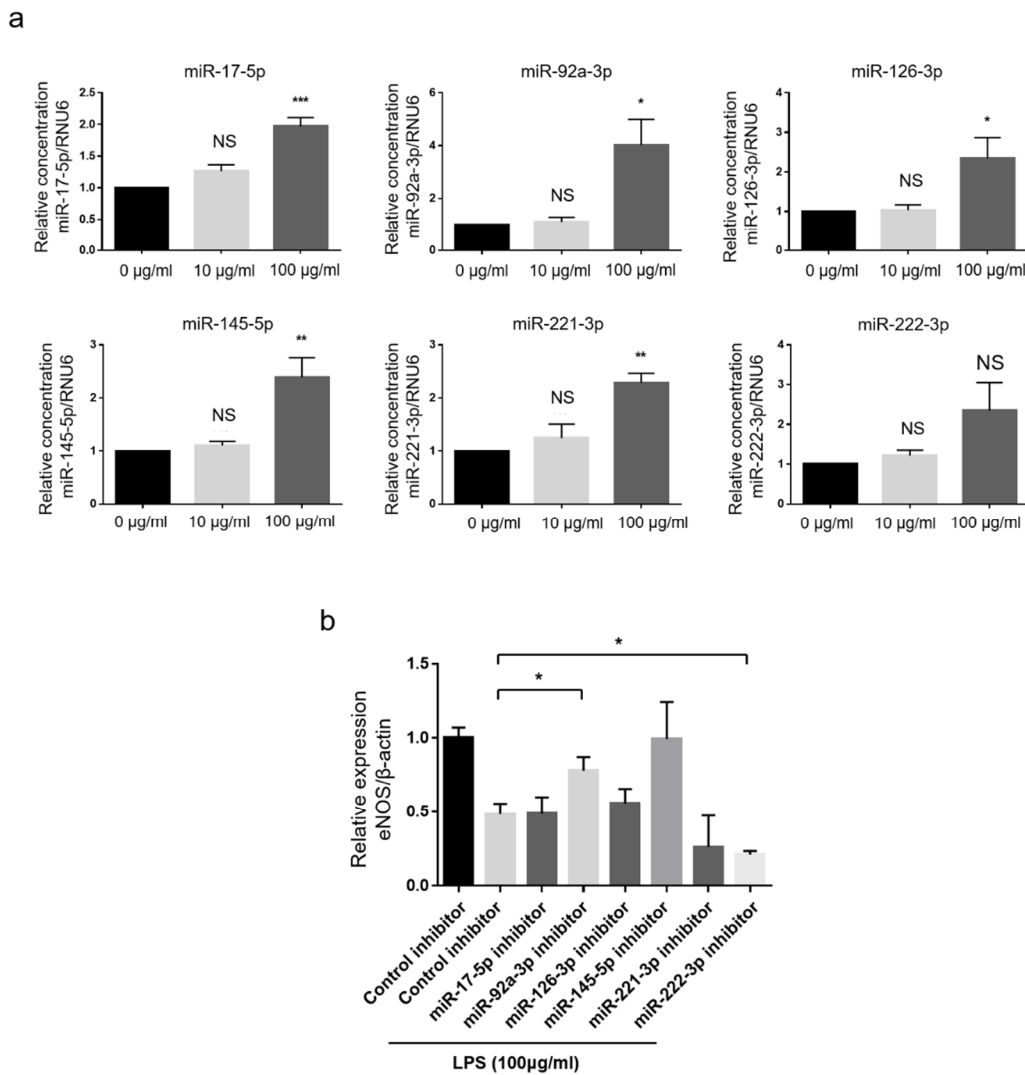 a
miR-17-5p
Relative concentration
miR-17-5p/RNU6
2.5
2.0
1.5
1.0
0.5
0.0
NS
***
0 µg/ml
10 µg/ml
100 µg/ml
miR-92a-3p
Relative concentration
miR-92a-3p/RNU6
6
4
2
0
NS
*
0 µg/ml
10 µg/ml
100 µg/ml
miR-126-3p
Relative concentration
miR-126-3p/RNU6
4
3
2
1
0
NS
*
0 µg/ml
10 µg/ml
100 µg/ml
miR-145-5p
Relative concentration
miR-145-5p/RNU6
3
2
1
0
NS
**
0 µg/ml
10 µg/ml
100 µg/ml
miR-221-3p
Relative concentration
miR-221-3p/RNU6
3
2
1
0
NS
**
0 µg/ml
10 µg/ml
100 µg/ml
miR-222-3p
Relative concentration
miR-222-3p/RNU6
4
3
2
1
0
NS
NS
0 µg/ml
10 µg/ml
100 µg/ml
b
Relative expression
eNOS/β-actin
1.5
1.0
0.5
0.0
*
*
Control inhibitor
Control inhibitor
miR-17-5p inhibitor
miR-92a-3p inhibitor
miR-126-3p inhibitor
miR-145-5p inhibitor
miR-221-3p inhibitor
miR-222-3p inhibitor
LPS (100µg/ml)